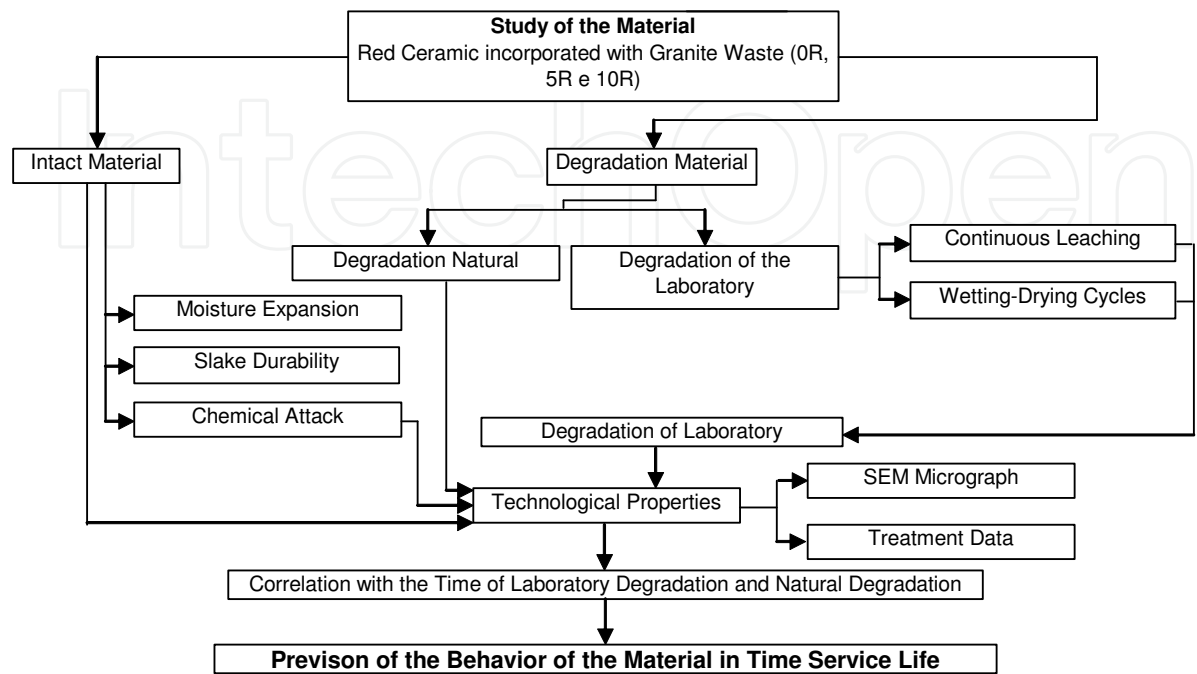 Study of the Material
Red Ceramic incorporated with Granite Waste (0R,
5R e 10R)
Intact Material
Degradation Material
Degradation Natural
Degradation of the
Laboratory
Continuous Leaching
Wetting-Drying Cycles
Moisture Expansion
Slake Durability
Chemical Attack
Degradation of Laboratory
Technological Properties
SEM Micrograph
Treatment Data
Correlation with the Time of Laboratory Degradation and Natural Degradation
Previson of the Behavior of the Material in Time Service Life
IntechOpen